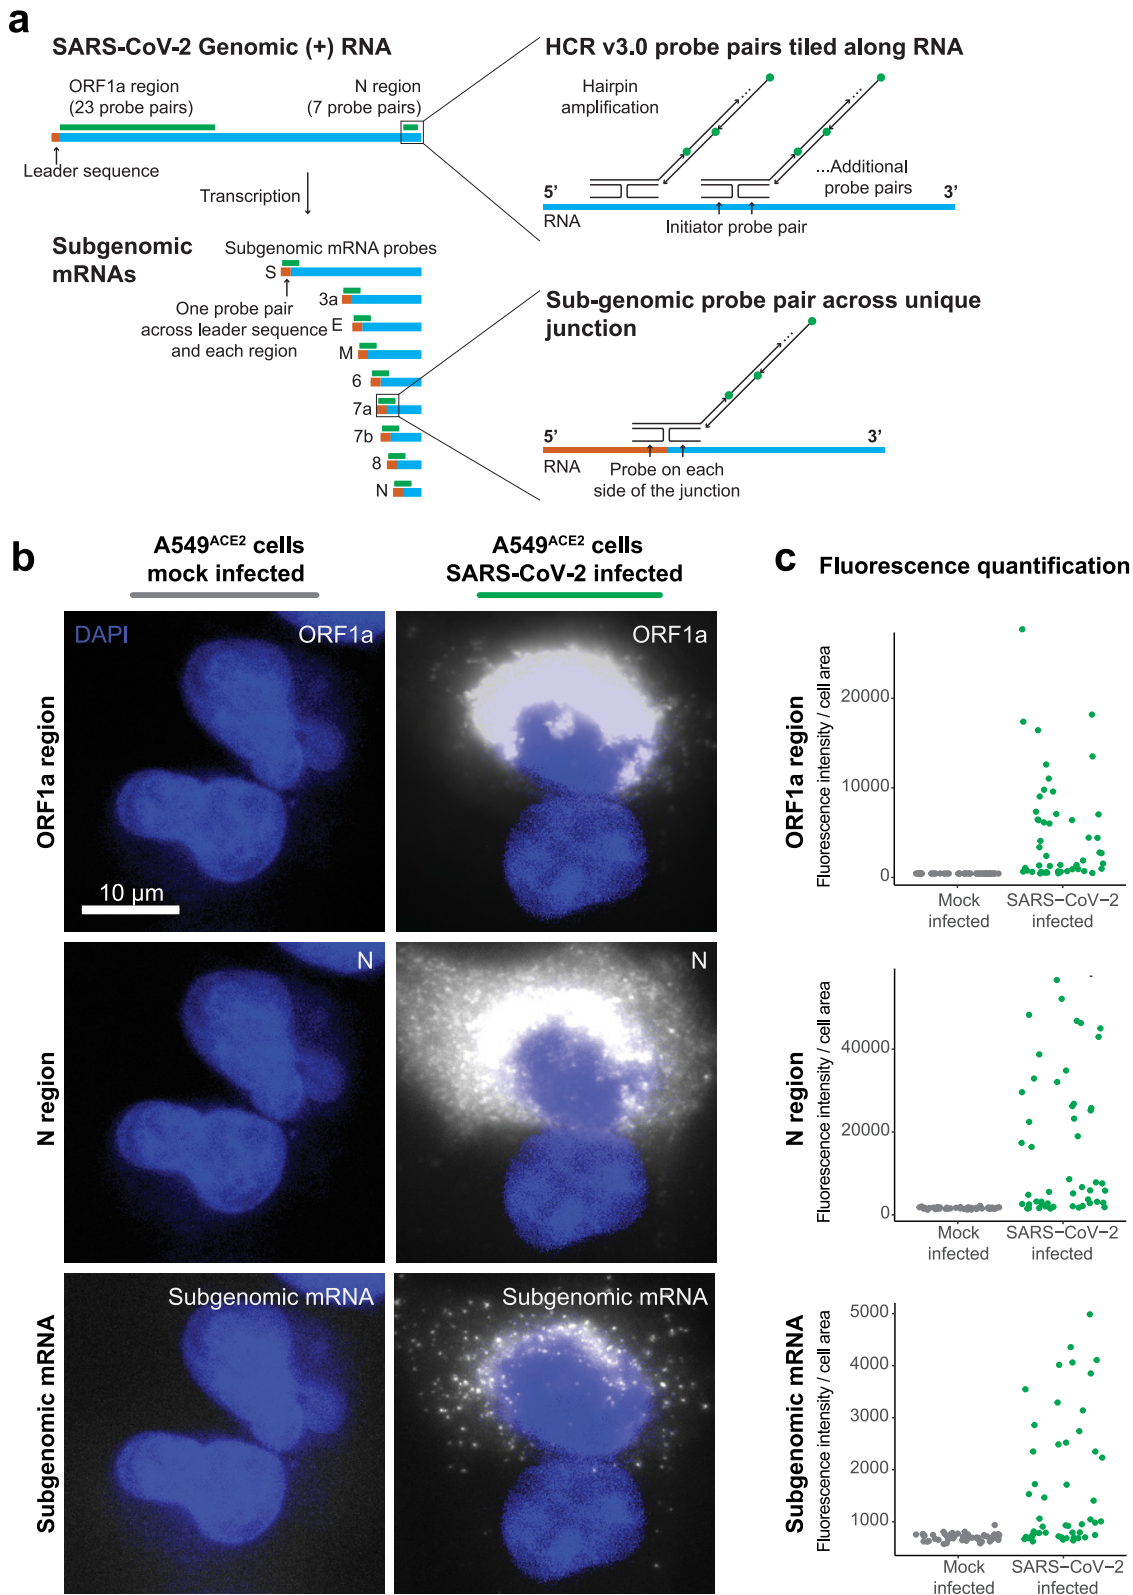 a
SARS-CoV-2 Genomic (+) RNA
ORF1a region
(23 probe pairs)
N region
(7 probe pairs)
Leader sequence
Transcription
HCR v3.0 probe pairs tiled along RNA
Hairpin
amplification
...Additional
probe pairs
5’
3’
RNA
Initiator probe pair
Subgenomic
mRNAs
Subgenomic mRNA probes
S
One probe pair
across leader sequence
and each region
3a
E
M
6
7a
7b
8
N
Sub-genomic probe pair across unique
junction
5’
3’
RNA
Probe on each
side of the junction
b
A549ACE2 cells
mock infected
A549ACE2 cells
SARS-CoV-2 infected
ORF1a region
DAPI
ORF1a
10 µm
ORF1a
N region
N
N
Subgenomic mRNA
Subgenomic mRNA
Subgenomic mRNA
c
Fluorescence quantification
ORF1a region
Fluorescence intensity / cell area
20000
10000
0
Mock
infected
SARS−CoV−2
infected
N region
Fluorescence intensity / cell area
40000
20000
0
Mock
infected
SARS−CoV−2
infected
Subgenomic mRNA
Fluorescence intensity / cell area
5000
4000
3000
2000
1000
Mock
infected
SARS−CoV−2
infected